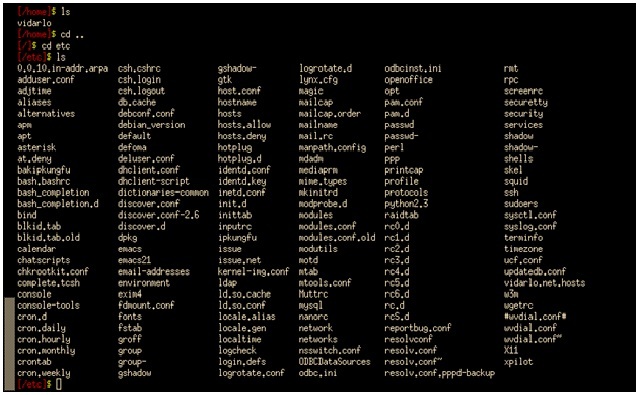 [/home]$ ls
vidarlo
[/home]$ cd ..
[/]$ cd etc
[/etc]$ ls
0.0.10.in-addr.arpa csh.cshrc gshadow- logrotate.d odbcinst.ini rmt
adduser.conf csh.login gtk lynx.cfg openoffice rpc
adjtime csh.logout host.conf magic opt screenrc
aliases db.cache hostname mailcap pam.conf securetty
alternatives debconf.conf hosts mailcap.order pam.d security
apm debian_version hosts.allow mailname passwd services
apt default hosts.deny mail.rc passwd- shadow
asterisk defoma hotplug manpath.config perl shadow-
at.deny deluser.conf hotplug.d mdadm ppp shells
bakipkungfu dhclient.conf identd.conf mediaprm printcap skel
bash.bashrc dhclient-script identd.key mime.types profile squid
bash_completion dictionaries-common inetd.conf mkinitrd protocols ssh
bash_completion.d discover.conf init.d modprobe.d python2.3 sudoers
bind discover.conf-2.6 inittab modules raidtab sysctl.conf
blkid.tab discover.d inputrc modules.conf rc0.d syslog.conf
blkid.tab.old dpkg ipkungfu modules.conf.old rc1.d terminfo
calendar emacs issue modutils rc2.d timezone
chatscripts emacs21 issue.net motd rc3.d ucf.conf
chkrootkit.conf email-addresses kernel-img.conf mtab rc4.d updatedb.conf
complete.tcsh environment ldap mtools.conf rc5.d vidarlo.net.hosts
console exim4 ld.so.cache Muttrc rc6.d w3m
console-tools fdmount.conf ld.so.conf mysql rc.d wgetrc
cron.d fonts locale.alias nanorc rcS.d #wvdial.conf#
cron.daily fstab locale.gen network reportbug.conf wvdial.conf
cron.hourly groff localtime networks resolvconf wvdial.conf~
cron.monthly group logcheck nsswitch.conf resolv.conf X11
crontab group- login.defs ODBCDataSources resolv.conf~ xpilot
cron.weekly gshadow logrotate.conf odbc.ini resolv.conf.pppd-backup
[/etc]$